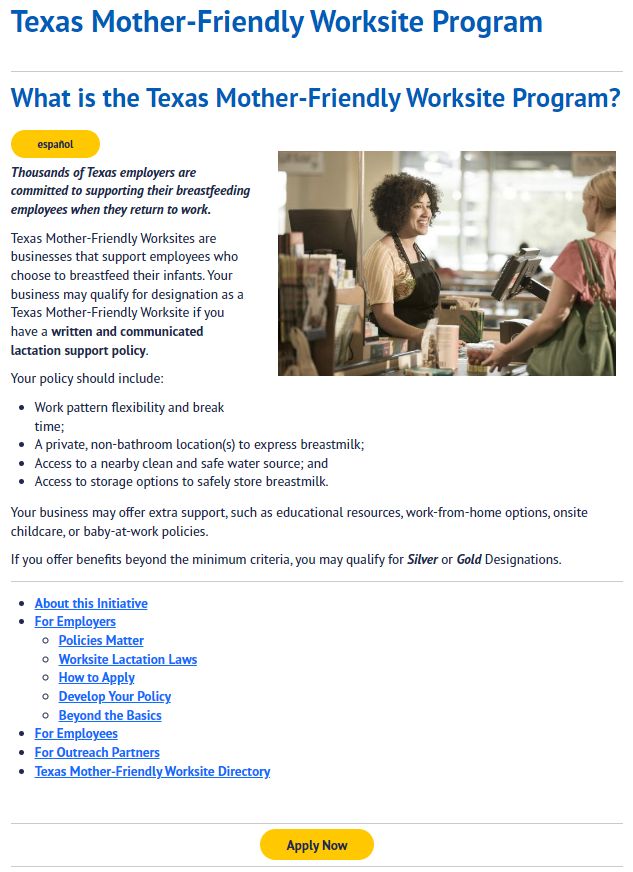 Texas Mother-Friendly Worksite Program
What is the Texas Mother-Friendly Worksite Program?
español
Thousands of Texas employers are
committed to supporting their breastfeeding
employees when they return to work.
Texas Mother-Friendly Worksites are
businesses that support employees who
choose to breastfeed their infants. Your
business may qualify for designation as a
Texas Mother-Friendly Worksite if you
have a written and communicated
lactation support policy.
Your policy should include:
Work pattern flexibility and break
time;
A private, non-bathroom location(s) to express breastmilk;
Access to a nearby clean and safe water source; and
Access to storage options to safely store breastmilk.
Your business may offer extra support, such as educational resources, work-from-home options, onsite
childcare, or baby-at-work policies.
If you offer benefits beyond the minimum criteria, you may qualify for Silver or Gold Designations.
About this Initiative
For Employers
Policies Matter
Worksite Lactation Laws
How to Apply
Develop Your Policy
Beyond the Basics
For Employees
For Outreach Partners
Texas Mother-Friendly Worksite Directory
Apply Now